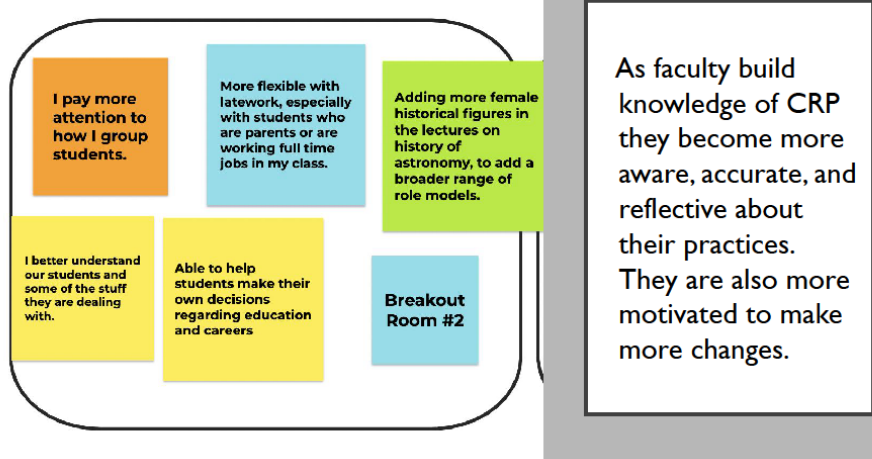 I pay more
attention to
how I group
students.
More flexible with
latework, especially
with students who
are parents or are
working full time
jobs in my class.
Adding more female
historical figures in
the lectures on
history of
astronomy, to add a
broader range of
role models.
I better understand
our students and
some of the stuff
they are dealing
with.
Able to help
students make their
own decisions
regarding education
and careers
Breakout
Room #2
As faculty build
knowledge of CRP
they become more
aware, accurate, and
reflective about
their practices.
They are also more
motivated to make
more changes.